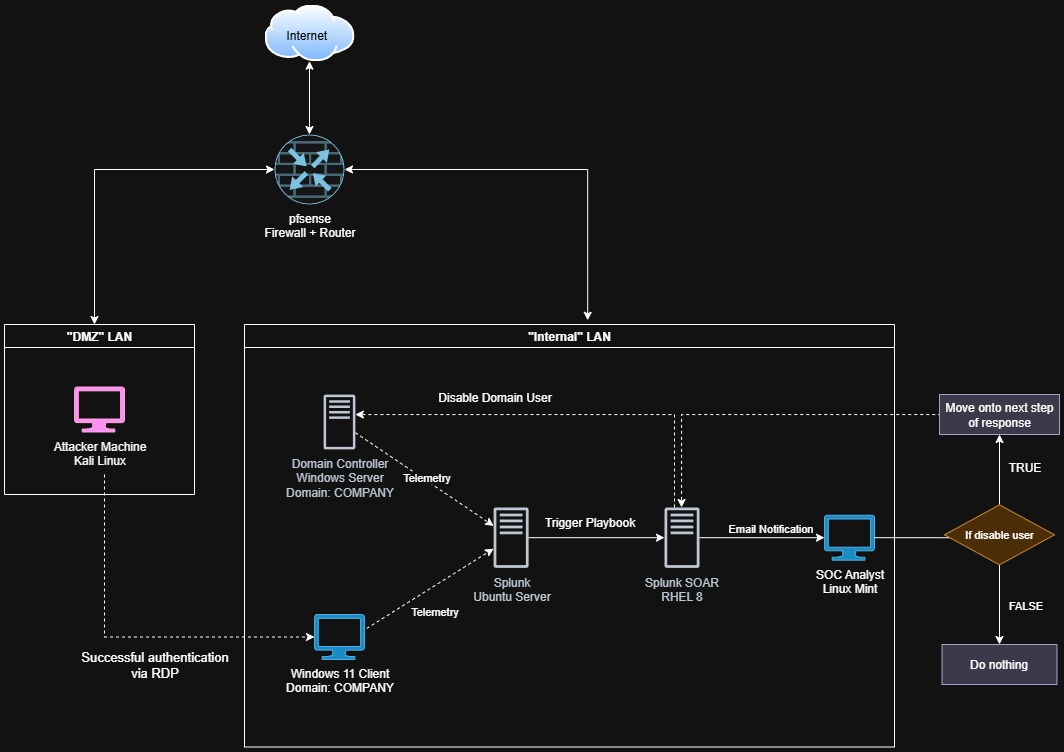 Internet
pfsense
Firewall + Router
"DMZ" LAN
"Internal" LAN
Attacker Machine
Kali Linux
Disable Domain User
Move onto next step
of response
Domain Controller
Windows Server
Domain: COMPANY
Telemetry
TRUE
Trigger Playbook
Email Notification
If disable user
Splunk
Ubuntu Server
Splunk SOAR
RHEL 8
SOC Analyst
Linux Mint
Telemetry
FALSE
Successful authentication
via RDP
Windows 11 Client
Domain: COMPANY
Do nothing